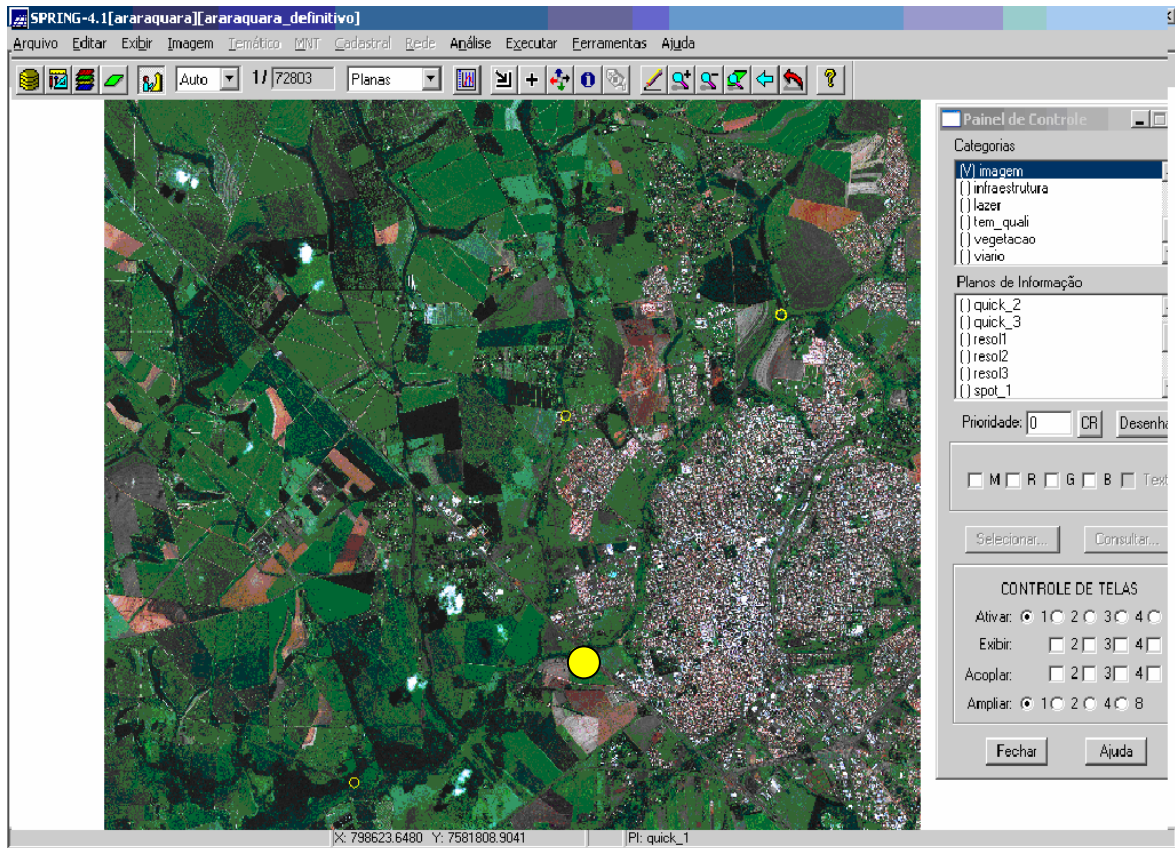 SPRING-4.1[araraquara][araraquara_definitivo]
Arquivo Editar Exibir Imagem Temático MNT Cadastral Rede Análise Executar Ferramentas Ajuda
Auto 1/ 72803 Planas
Painel de Controle
Categorias
(V) imagem
( ) infraestrutura
( ) lazer
( ) tem_quali
( ) vegetacao
( ) viario
Planos de Informação
( ) quick_2
( ) quick_3
( ) resol1
( ) resol2
( ) resol3
( ) spot_1
Prioridade: 0 CR Desenha
M R G B Text
Selecionar... Consultar...
CONTROLE DE TELAS
Ativar: 1 2 3 4
Exibir: 2 3 4
Acoplar: 2 3 4
Ampliar: 1 2 4 8
Fechar Ajuda
X: 798623.6480 Y: 7581808.9041 PI: quick_1